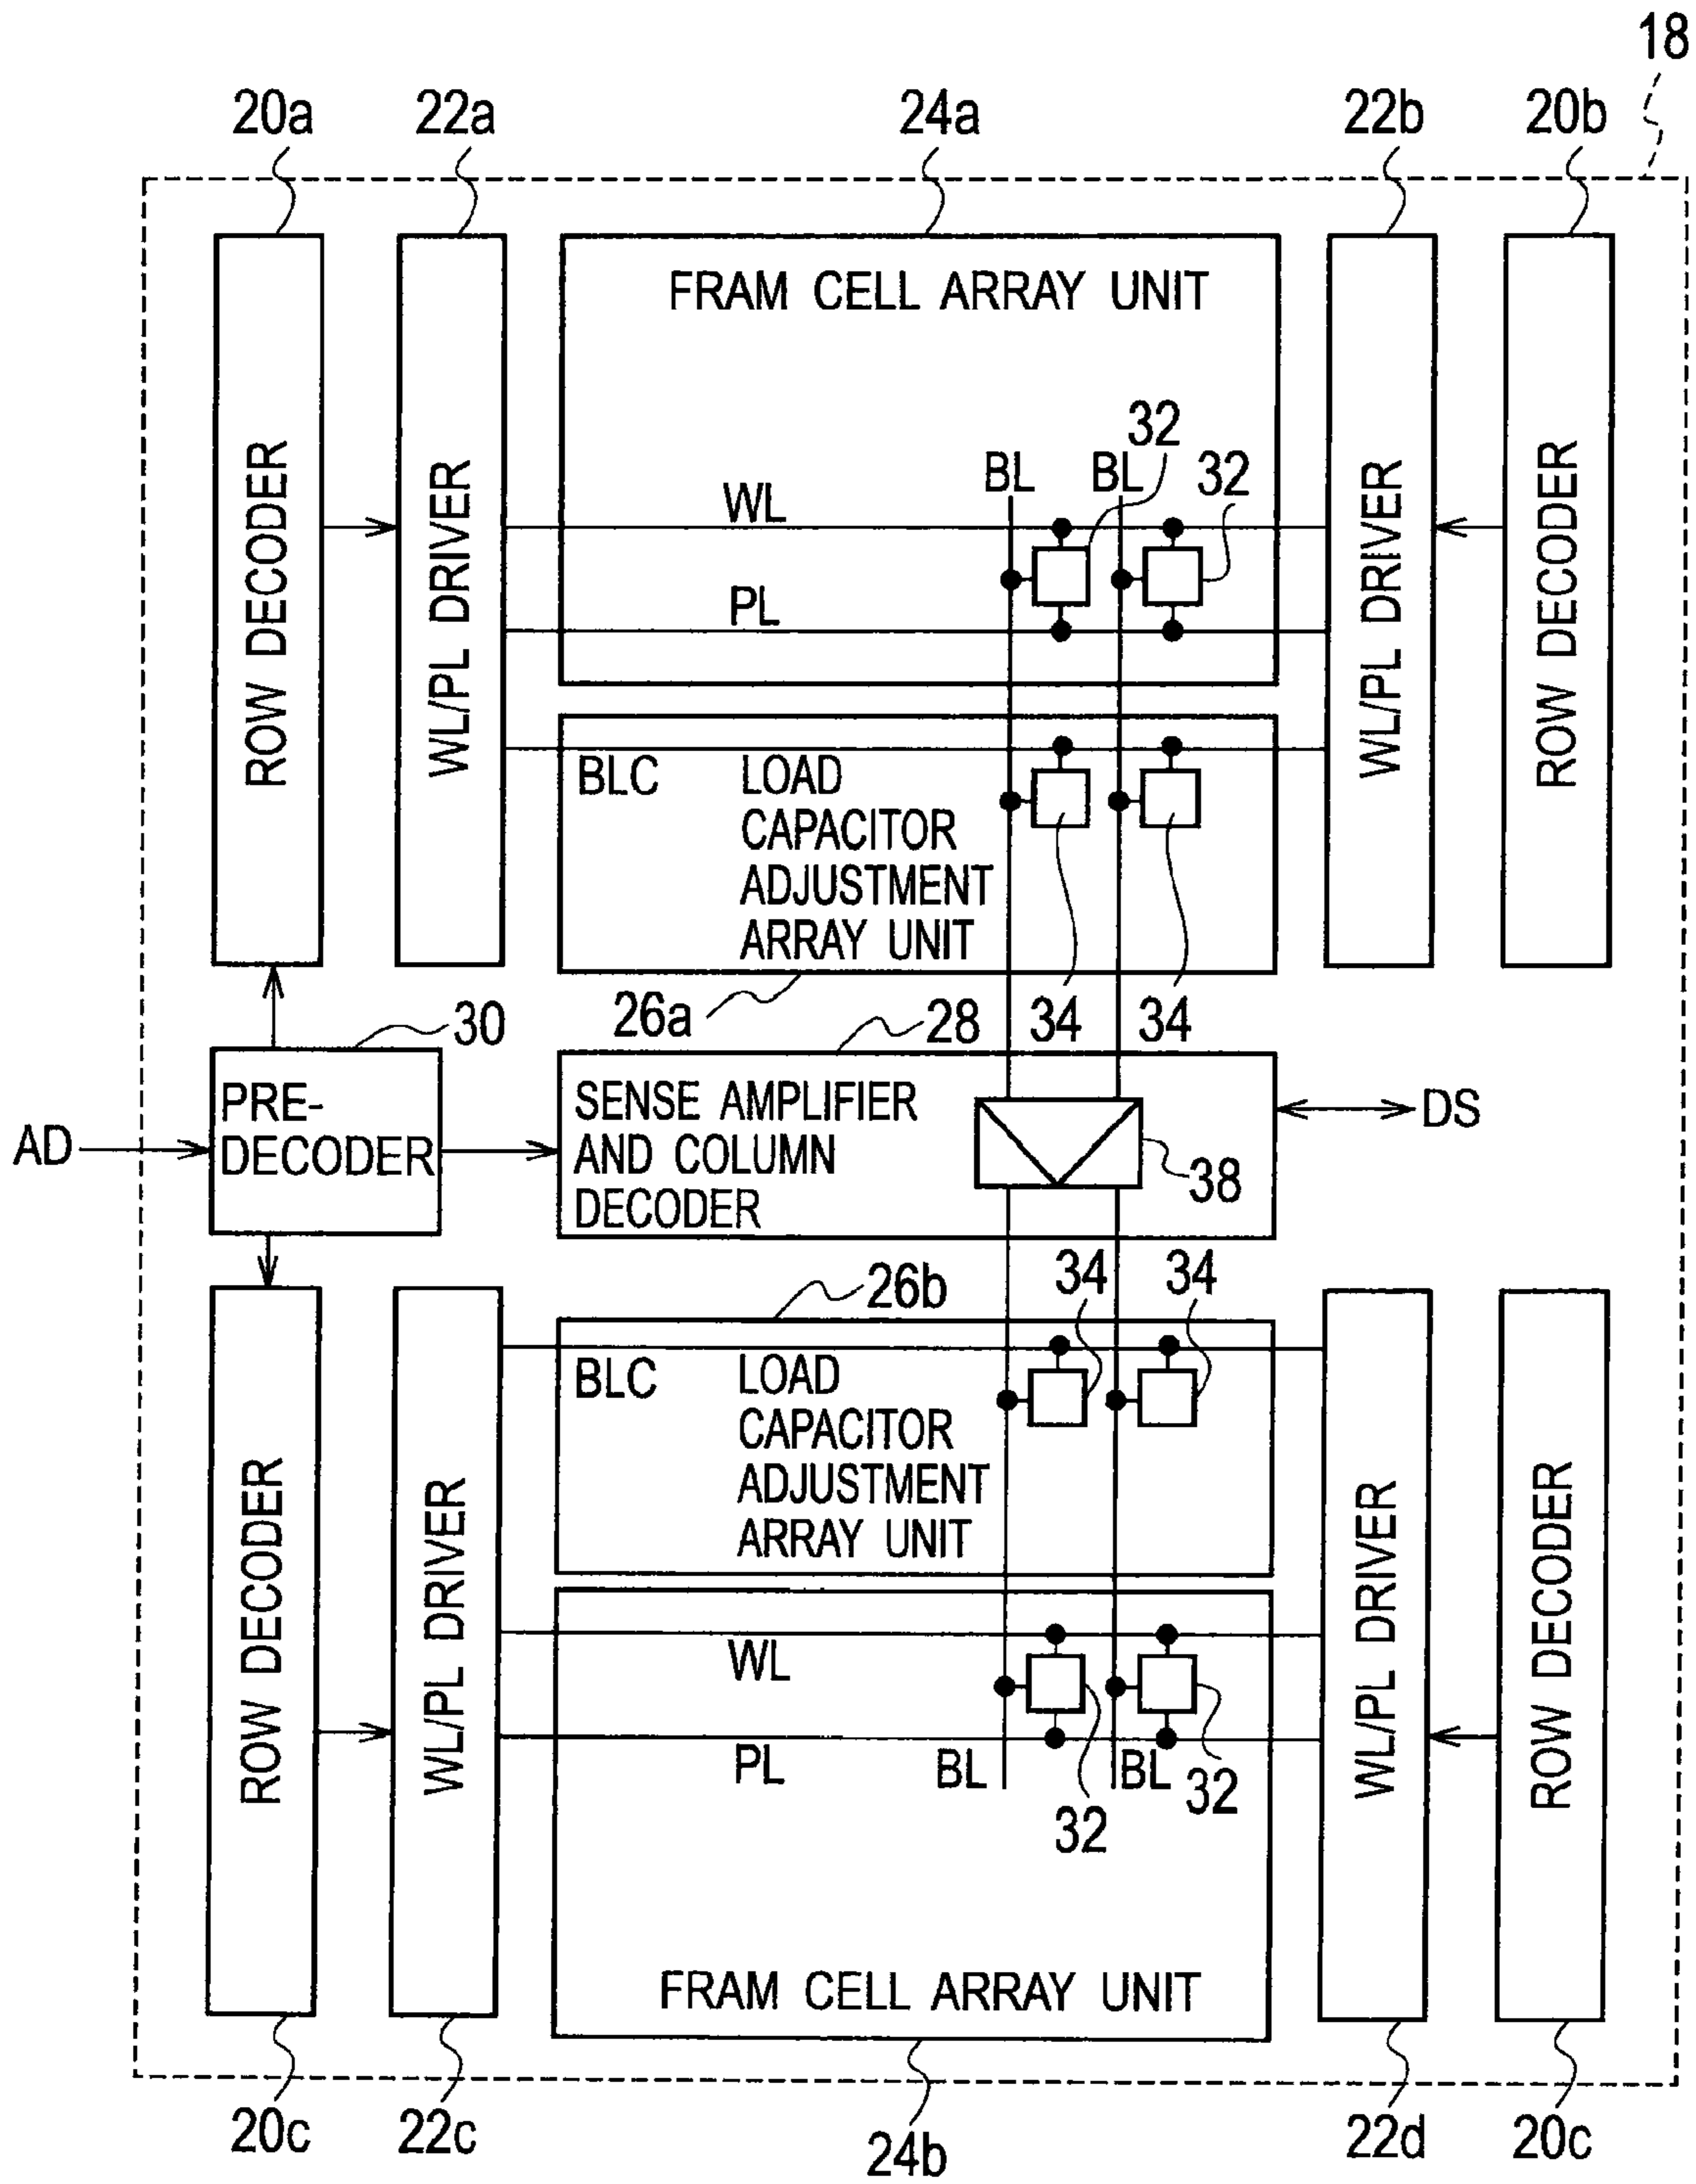 18
20a
22a
24a
22b
20b
FRAM CELL ARRAY UNIT
ROW DECODER
WL/PL DRIVER
WL
PL
BL
BL
32
32
WL/PL DRIVER
ROW DECODER
BLC
LOAD
CAPACITOR
ADJUSTMENT
ARRAY UNIT
26a
34
34
30
28
PRE-
DECODER
AD
SENSE AMPLIFIER
AND COLUMN
DECODER
38
DS
26b
34
34
BLC
LOAD
CAPACITOR
ADJUSTMENT
ARRAY UNIT
ROW DECODER
WL/PL DRIVER
WL
PL
BL
BL
32
32
WL/PL DRIVER
ROW DECODER
FRAM CELL ARRAY UNIT
20c
22c
24b
22d
20c